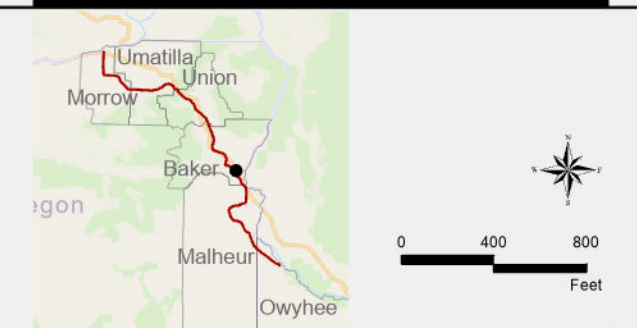 Umatilla
Union
Morrow
Baker
egon
Malheur
Owyhee
N
W
E
S
0 400 800
Feet